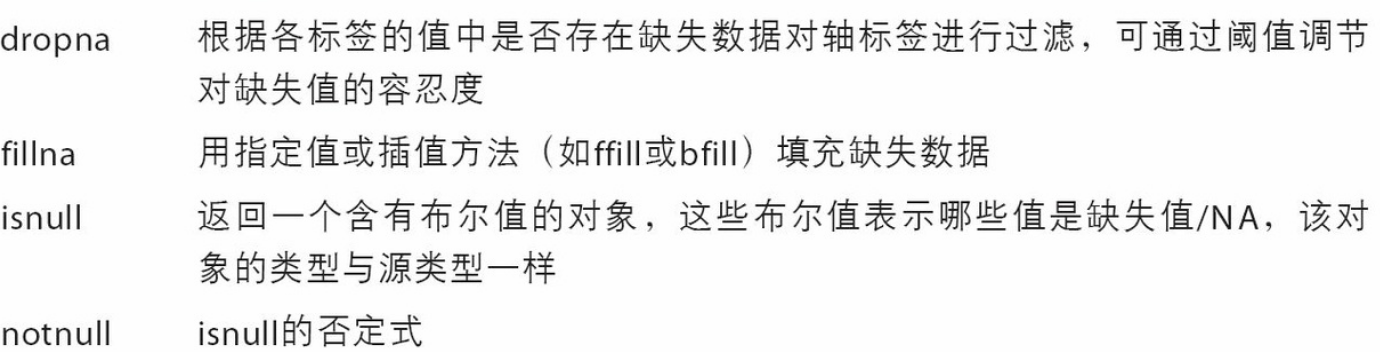 dropna 根据各标签的值中是否存在缺失数据对轴标签进行过滤，可通过阈值调节
对缺失值的容忍度
fillna 用指定值或插值方法（如ffill或bfill）填充缺失数据
isnull 返回一个含有布尔值的对象，这些布尔值表示哪些值是缺失值/NA，该对
象的类型与源类型一样
notnull isnull的否定式